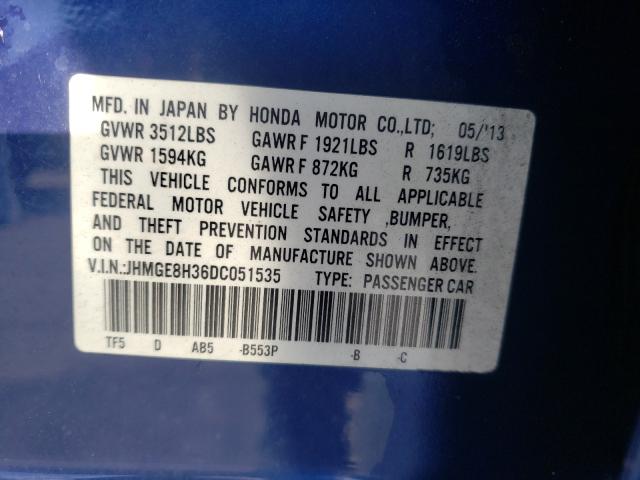 MFD. IN JAPAN BY HONDA MOTOR CO.,LTD; 05/'13
GVWR 3512LBS GAWR F 1921LBS R 1619LBS
GVWR 1594KG GAWR F 872KG R 735KG
THIS VEHICLE CONFORMS TO ALL APPLICABLE
FEDERAL MOTOR VEHICLE SAFETY ,BUMPER,
AND THEFT PREVENTION STANDARDS IN EFFECT
ON THE DATE OF MANUFACTURE SHOWN ABOVE.
V.I.N.:JHMGE8H36DC051535 TYPE: PASSENGER CAR
TF5 D AB5 -B553P -B -C